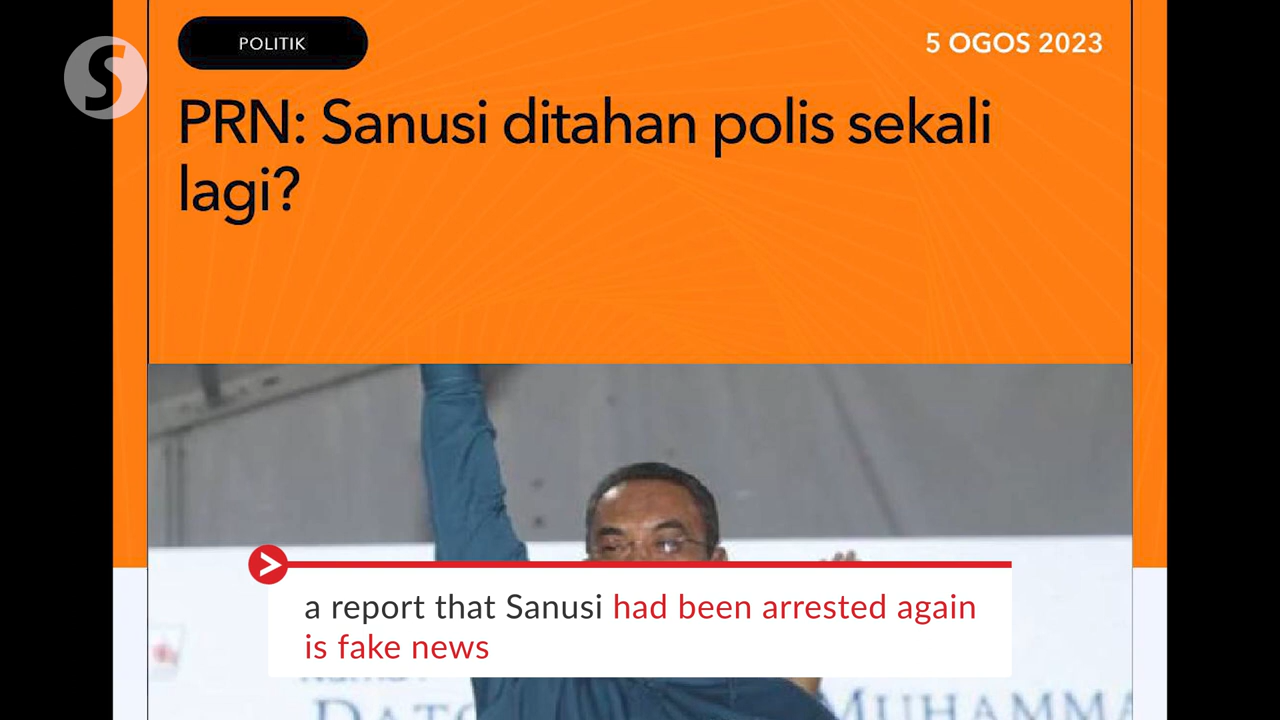 S
POLITIK
5 OGOS 2023
PRN: Sanusi ditahan polis sekali
lagi?
a report that Sanusi had been arrested again
is fake news